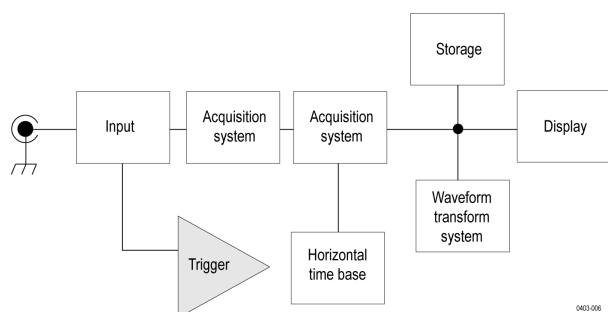 Storage
Input
Acquisition
system
Acquisition
system
Display
Waveform
transform
system
Trigger
Horizontal
time base
0403-006